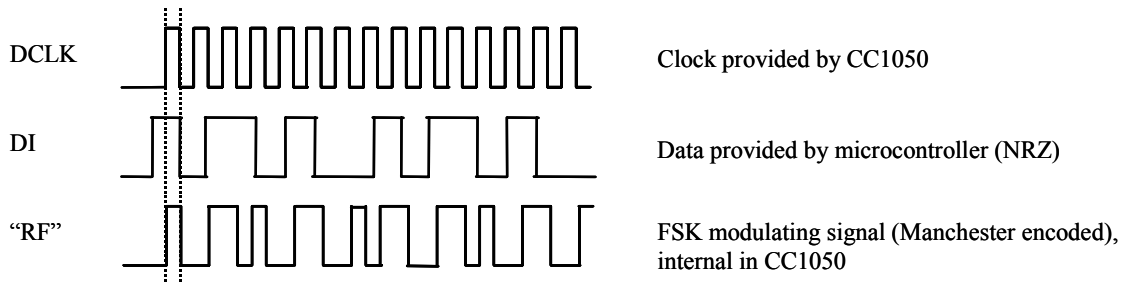 DCLK
Clock provided by CC1050
DI
Data provided by microcontroller (NRZ)
“RF”
FSK modulating signal (Manchester encoded),
internal in CC1050